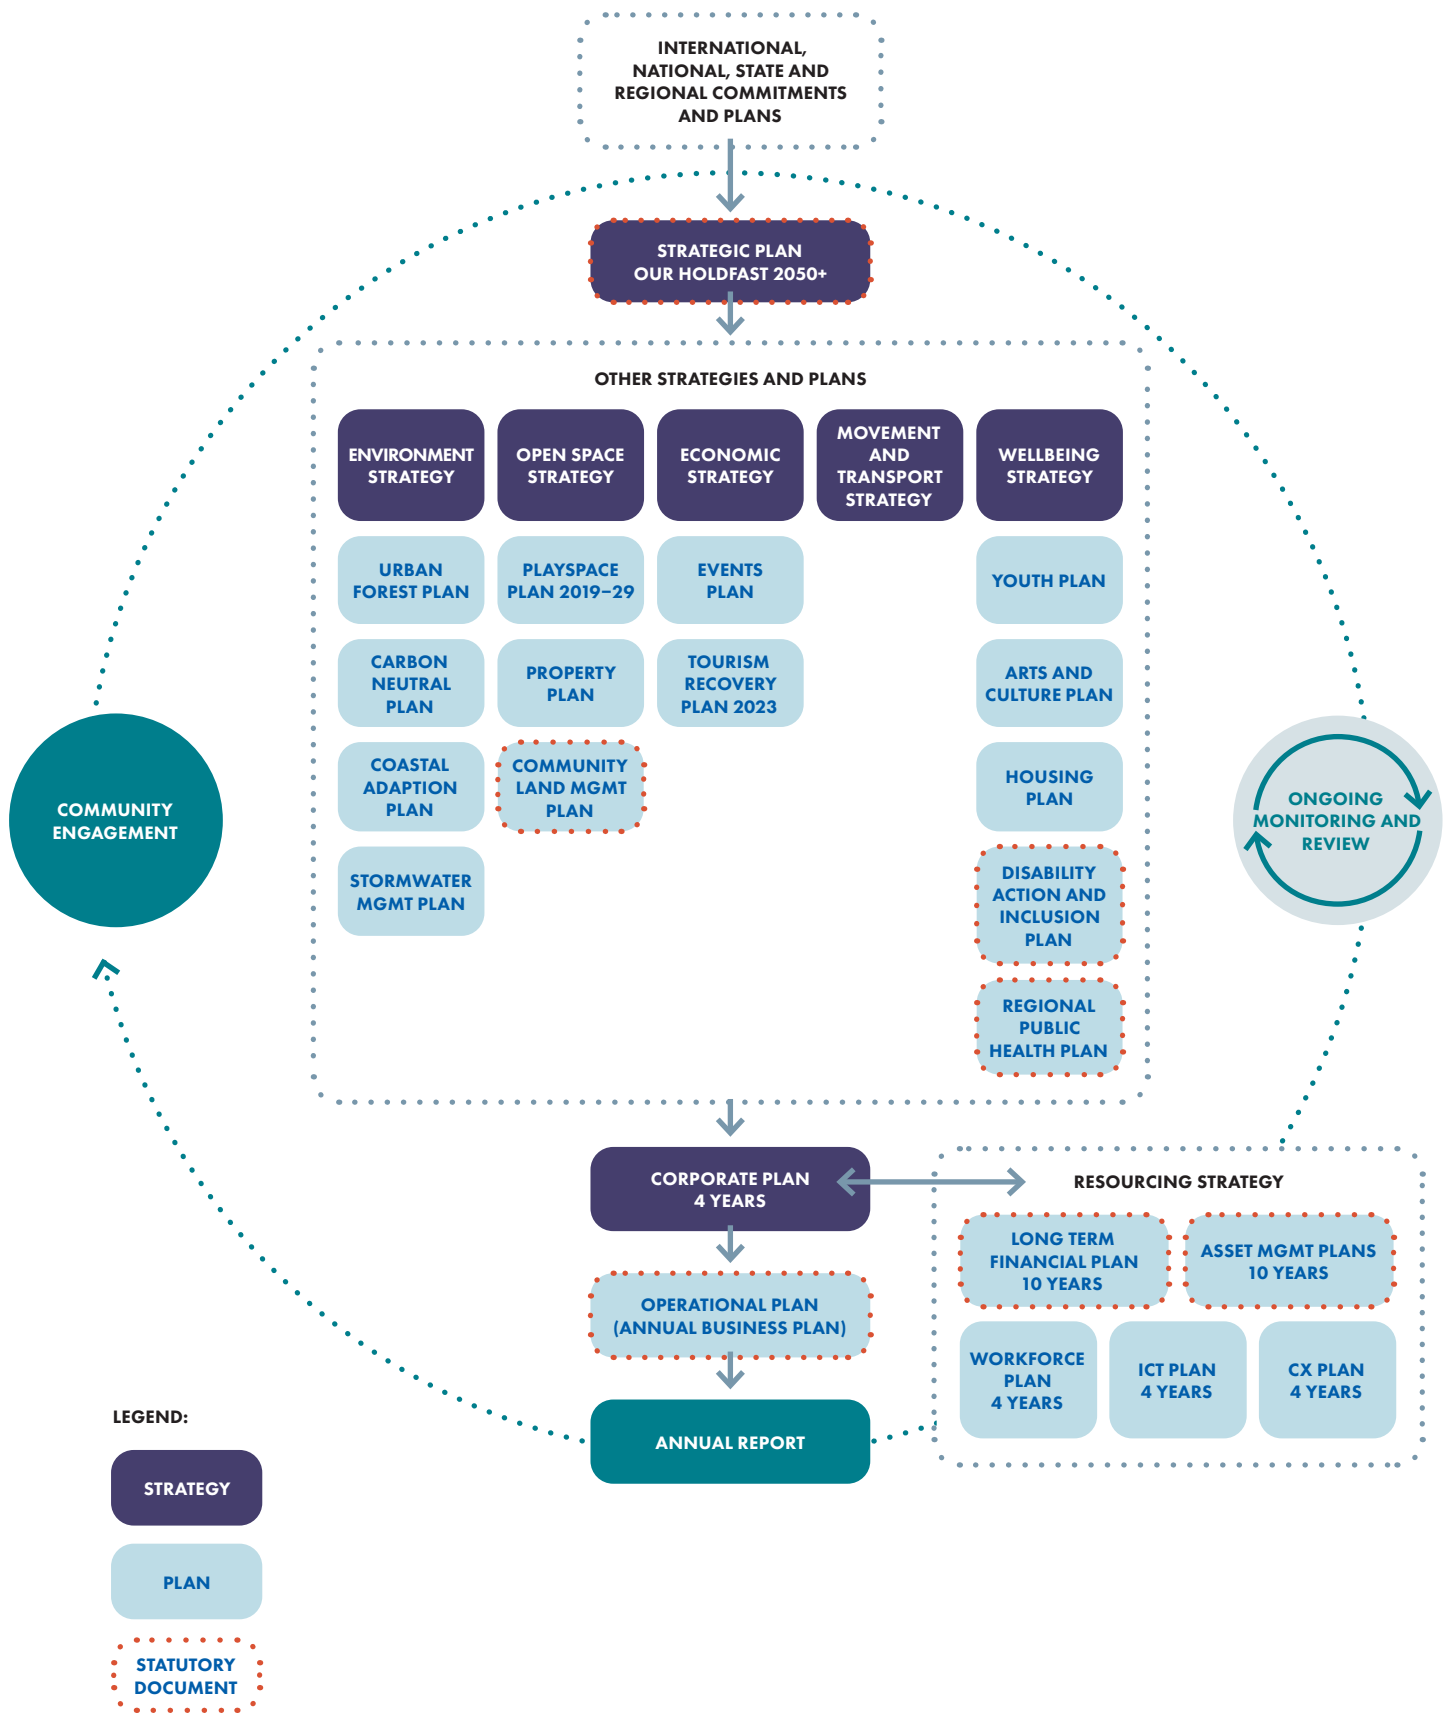 INTERNATIONAL,
NATIONAL, STATE AND
REGIONAL COMMITMENTS
AND PLANS
STRATEGIC PLAN
OUR HOLDFAST 2050+
OTHER STRATEGIES AND PLANS
ENVIRONMENT
STRATEGY
OPEN SPACE
STRATEGY
ECONOMIC
STRATEGY
MOVEMENT
AND
TRANSPORT
STRATEGY
WELLBEING
STRATEGY
URBAN
FOREST PLAN
PLAYSPACE
PLAN 2019–29
EVENTS
PLAN
YOUTH PLAN
CARBON
NEUTRAL
PLAN
PROPERTY
PLAN
TOURISM
RECOVERY
PLAN 2023
ARTS AND
CULTURE PLAN
COASTAL
ADAPTION
PLAN
COMMUNITY
LAND MGMT
PLAN
HOUSING
PLAN
STORMWATER
MGMT PLAN
DISABILITY
ACTION AND
INCLUSION
PLAN
REGIONAL
PUBLIC
HEALTH PLAN
COMMUNITY
ENGAGEMENT
ONGOING
MONITORING AND
REVIEW
CORPORATE PLAN
4 YEARS
RESOURCING STRATEGY
LONG TERM
FINANCIAL PLAN
10 YEARS
ASSET MGMT PLANS
10 YEARS
WORKFORCE
PLAN
4 YEARS
ICT PLAN
4 YEARS
CX PLAN
4 YEARS
OPERATIONAL PLAN
(ANNUAL BUSINESS PLAN)
ANNUAL REPORT
LEGEND:
STRATEGY
PLAN
STATUTORY
DOCUMENT